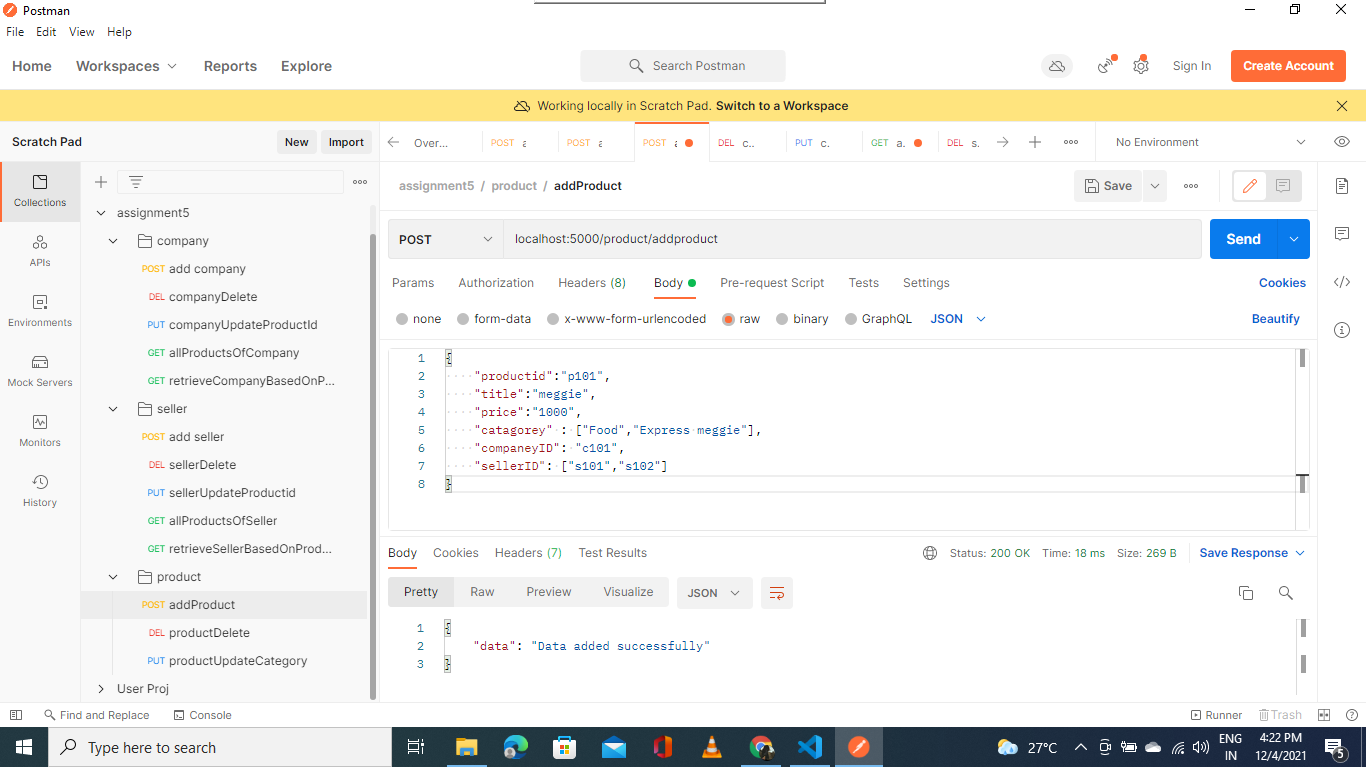 Postman
File Edit View Help
Home Workspaces Reports Explore Search Postman Sign In Create Account
Working locally in Scratch Pad. Switch to a Workspace
Scratch Pad New Import
Over... POST a POST a POST a DEL c.. PUT c. GET a. DEL s. No Environment
Collections
APIs
Environments
Mock Servers
Monitors
History
assignment5
company
POST add company
DEL companyDelete
PUT companyUpdateProductId
GET allProductsOfCompany
GET retrieveCompanyBasedOnP...
seller
POST add seller
DEL sellerDelete
PUT sellerUpdateProductid
GET allProductsOfSeller
GET retrieveSellerBasedOnProd...
product
POST addProduct
DEL productDelete
PUT productUpdateCategory
User Proj
assignment5 / product / addProduct Save
POST localhost:5000/product/addproduct Send
Params Authorization Headers (8) Body Pre-request Script Tests Settings Cookies
none form-data x-www-form-urlencoded raw binary GraphQL JSON Beautify
1 {
2 "productid":"p101",
3 "title":"meggie",
4 "price":"1000",
5 "catagorey" : ["Food","Express meggie"],
6 "companeyID": "c101",
7 "sellerID": ["s101","s102"]
8 }
Body Cookies Headers (7) Test Results Status: 200 OK Time: 18 ms Size: 269 B Save Response
Pretty Raw Preview Visualize JSON
1 {
2 "data": "Data added successfully"
3 }
Find and Replace Console Runner Trash
Type here to search 27°C ENG IN 4:22 PM 12/4/2021 5